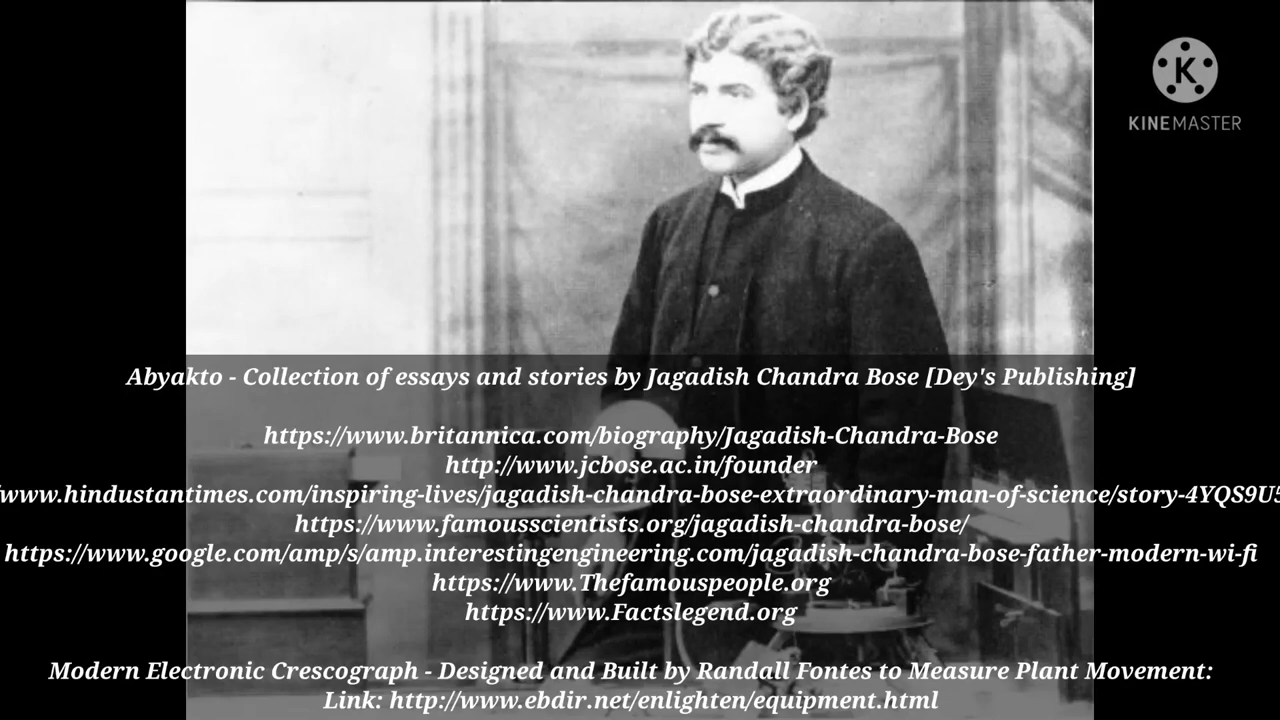 K
KINEMASTER
Abyakto - Collection of essays and stories by Jagadish Chandra Bose [Dey's Publishing]
https://www.britannica.com/biography/Jagadish-Chandra-Bose
http://www.jcbose.ac.in/founder
/www.hindustantimes.com/inspiring-lives/jagadish-chandra-bose-extraordinary-man-of-science/story-4YQS9U5
https://www.famousscientists.org/jagadish-chandra-bose/
https://www.google.com/amp/s/amp.interestingengineering.com/jagadish-chandra-bose-father-modern-wi-fi
https://www.Thefamouspeople.org
https://www.Factslegend.org
Modern Electronic Crescograph - Designed and Built by Randall Fontes to Measure Plant Movement:
Link: http://www.ebdir.net/enlighten/equipment.html